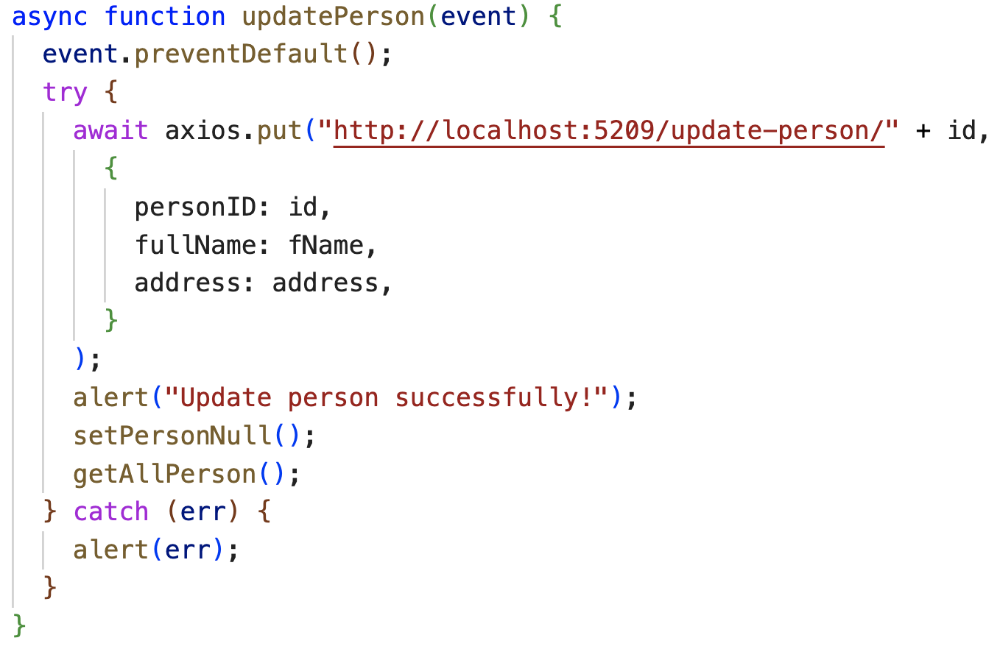 async function updatePerson(event) {
  event.preventDefault();
  try {
    await axios.put("http://localhost:5209/update-person/" + id,
      {
        personID: id,
        fullName: fName,
        address: address,
      }
    );
    alert("Update person successfully!");
    setPersonNull();
    getAllPerson();
  } catch (err) {
    alert(err);
  }
}